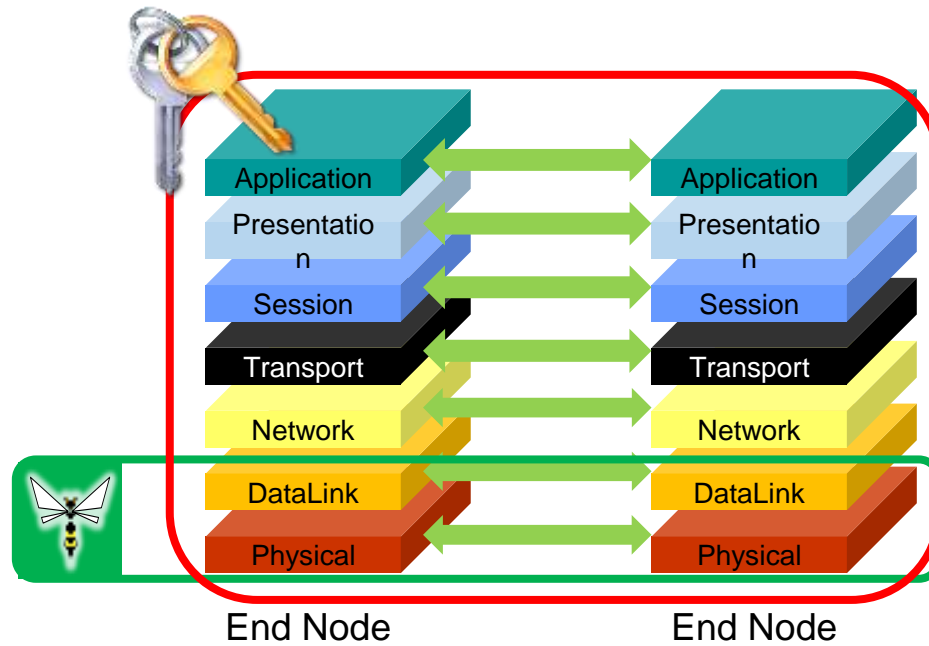 Application Application
Presentatio Presentatio
n n
Session Session
Transport Transport
Network Network
DataLink DataLink
Physical Physical
End Node End Node